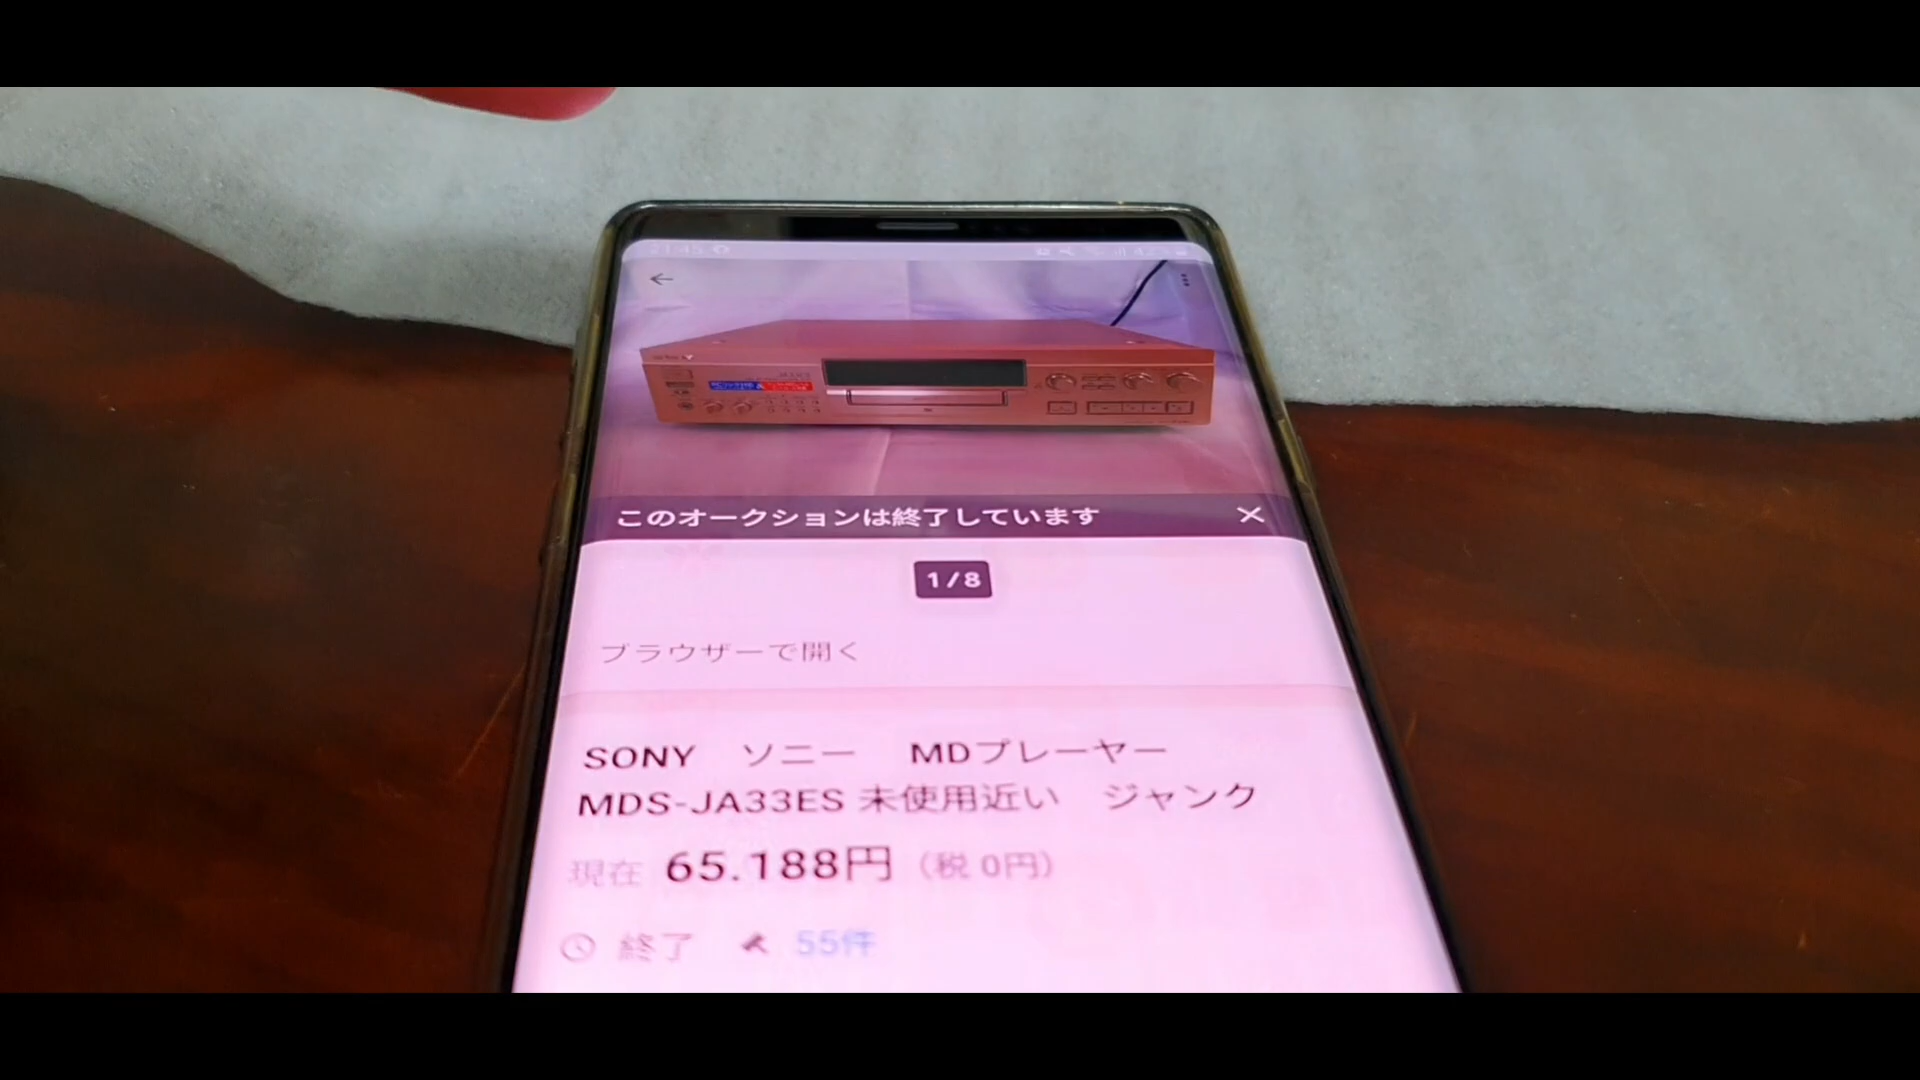 SONY
このオークションは終了しています
1/8
ブラウザーで開く
SONY ソニー MDプレーヤー
MDS-JA33ES 未使用近い ジャンク
現在 65,188円 (税 0円)
終了 55件